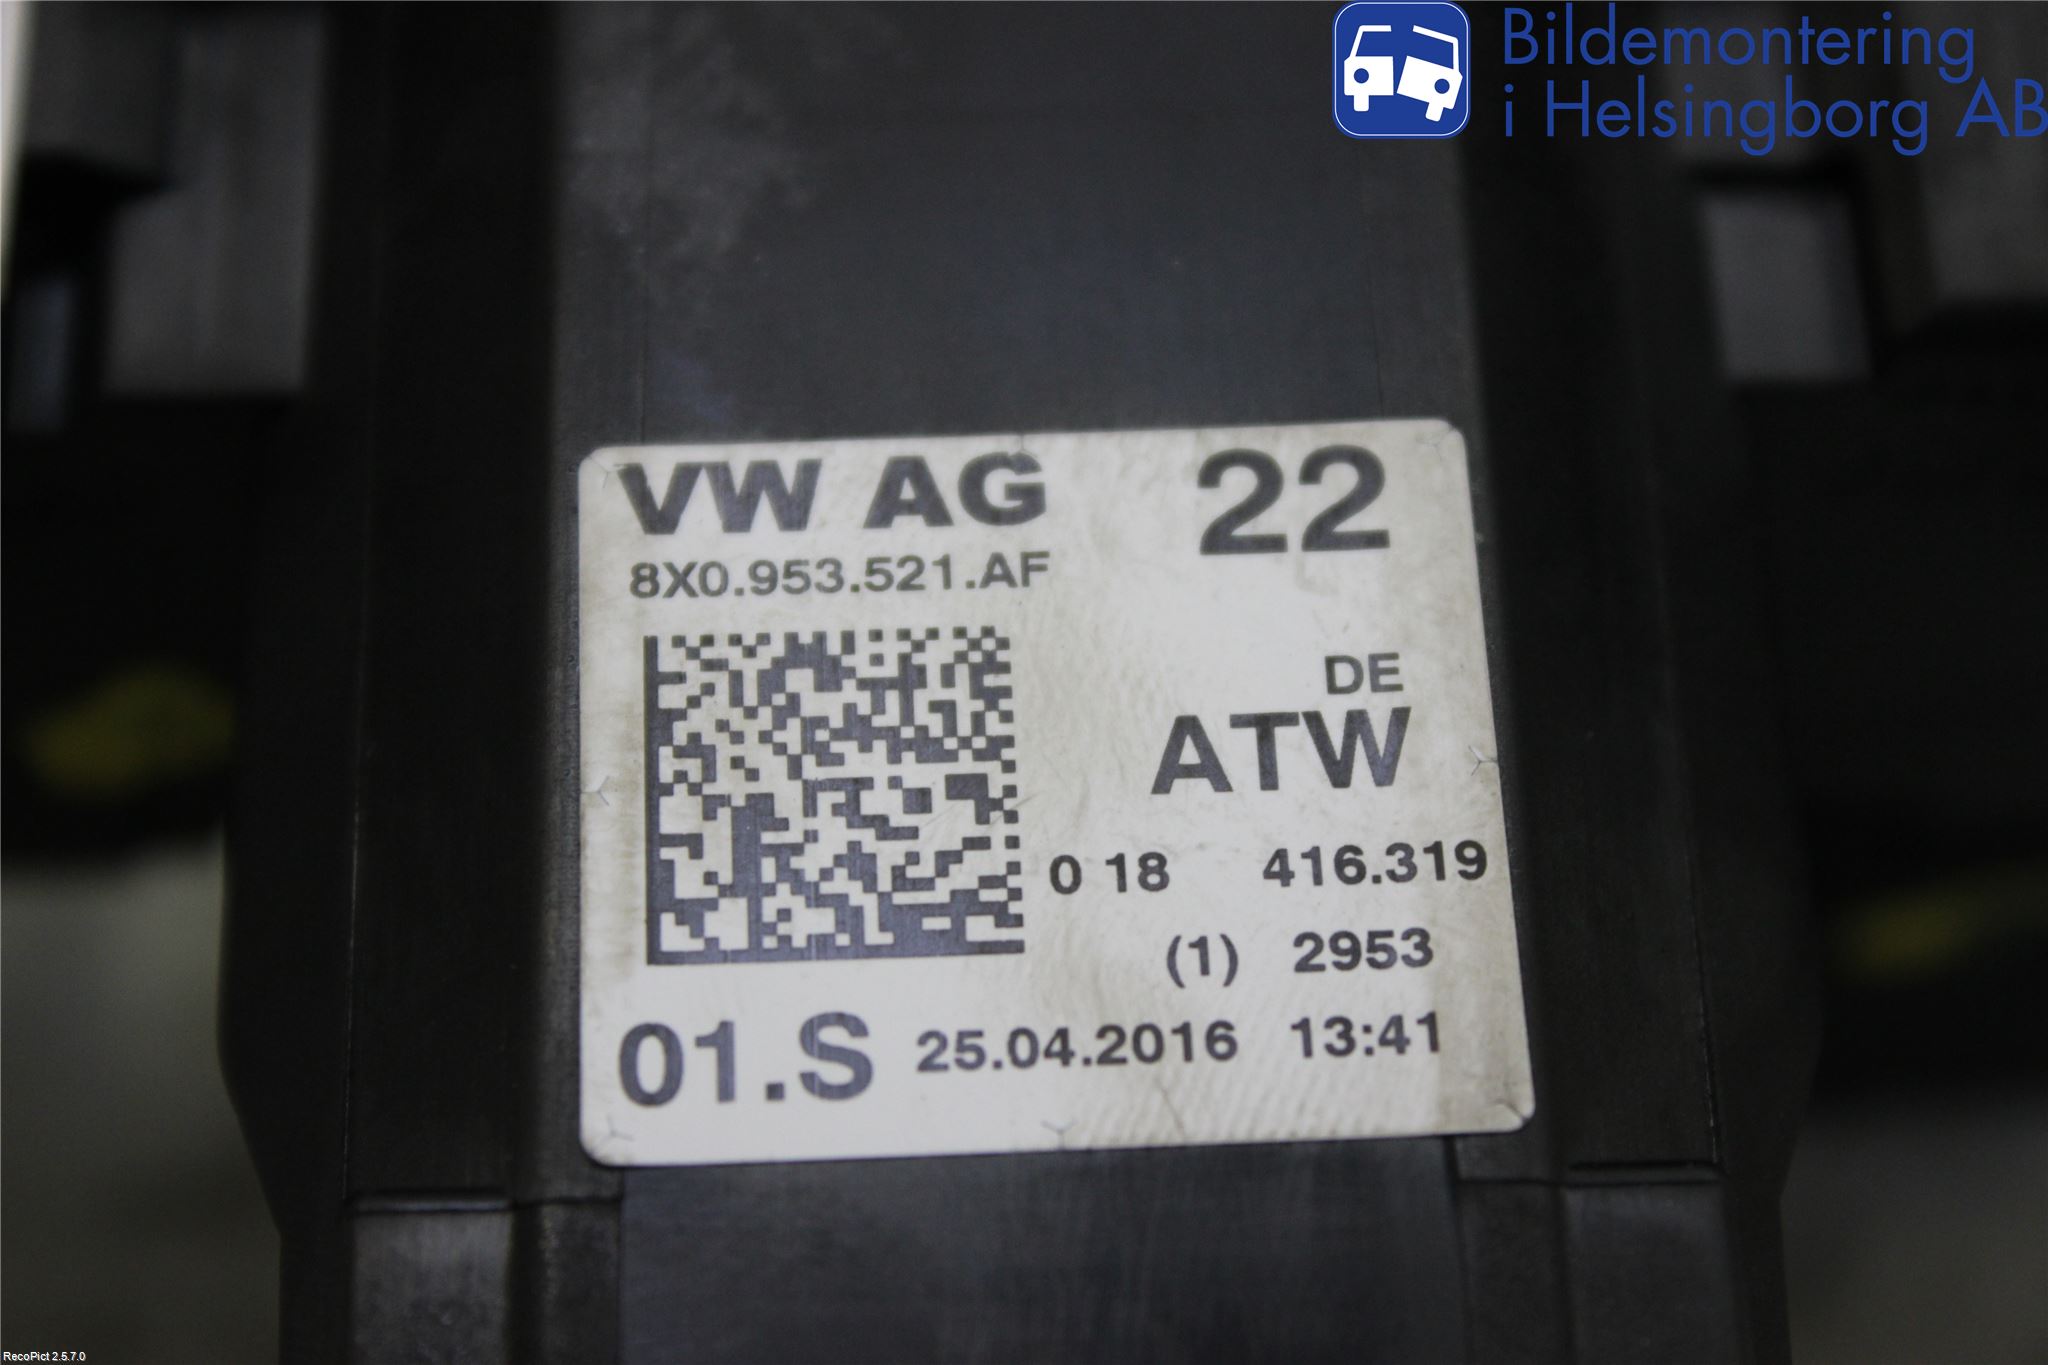 Bildemontering
i Helsingborg AB
VW AG 22
8X0.953.521.AF
DE
ATW
0 18 416.319
(1) 2953
01.S 25.04.2016 13:41
RecoPict 2.5.7.0